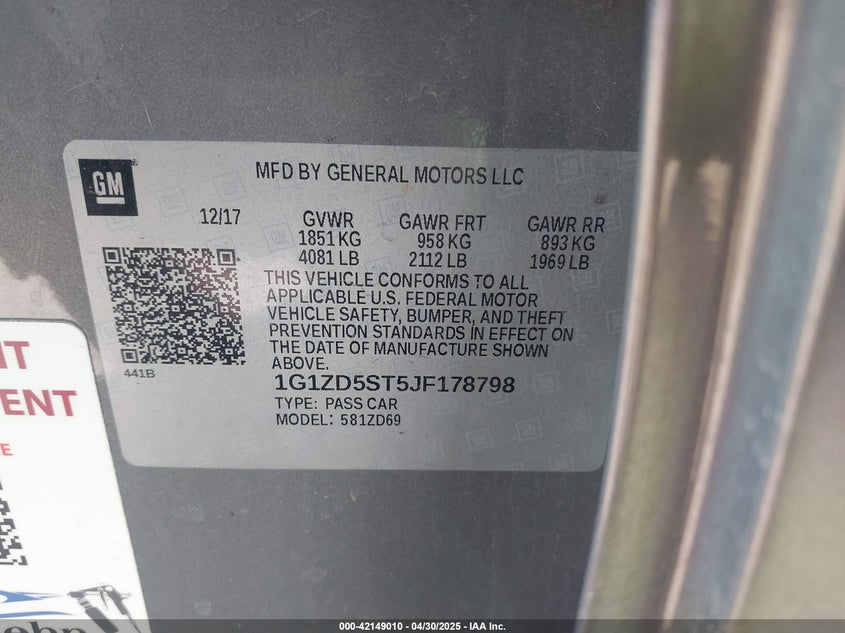 GM
MFD BY GENERAL MOTORS LLC
12/17 GVWR GAWR FRT GAWR RR
1851 KG 958 KG 893 KG
4081 LB 2112 LB 1969 LB
THIS VEHICLE CONFORMS TO ALL
APPLICABLE U.S. FEDERAL MOTOR
VEHICLE SAFETY, BUMPER, AND THEFT
PREVENTION STANDARDS IN EFFECT ON
THE DATE OF MANUFACTURE SHOWN
ABOVE.
441B
1G1ZD5ST5JF178798
TYPE: PASS CAR
MODEL: 581ZD69
000-42149010 - 04/30/2025 - IAA Inc.